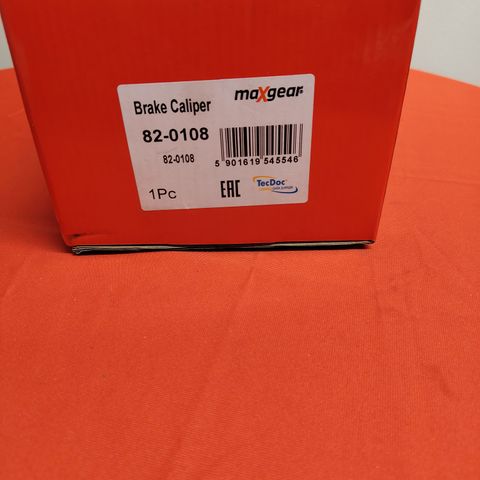 Brake Caliper
maxgear
82-0108
82-0108
5 901619 545546
1Pc
EAC
TecDoc